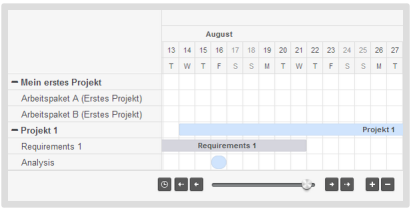 August
13 14 15 16 17 18 19 20 21 22 23 24 25 26 27
T W T F S S M T W T F S S M T
Mein erstes Projekt
Arbeitspaket A (Erstes Projekt)
Arbeitspaket B (Erstes Projekt)
Projekt 1 Projekt 1
Requirements 1 Requirements 1
Analysis